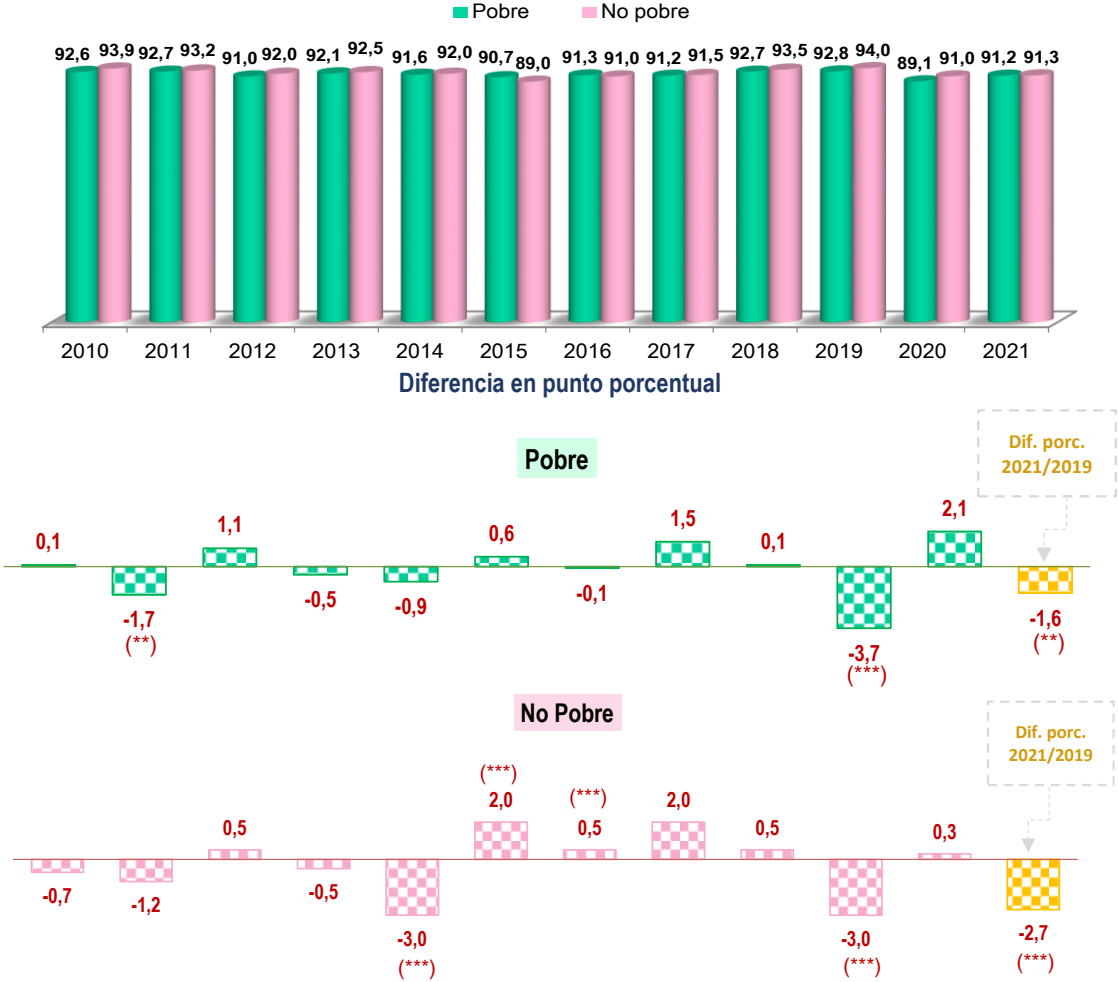 Pobre No pobre
92,6 93,9 92,7 93,2 91,0 92,0 92,1 92,5 91,6 92,0 90,7 89,0 91,3 91,0 91,2 91,5 92,7 93,5 92,8 94,0 89,1 91,0 91,2 91,3
2010 2011 2012 2013 2014 2015 2016 2017 2018 2019 2020 2021
Diferencia en punto porcentual
Pobre
Dif. porc.
2021/2019
0,1 -1,7 1,1 -0,5 -0,9 0,6 -0,1 1,5 0,1 -3,7 2,1 -1,6
(**) (***) (**)
No Pobre
Dif. porc.
2021/2019
(***) (***)
-0,7 -1,2 0,5 -0,5 -3,0 2,0 0,5 2,0 0,5 -3,0 0,3 -2,7
(***) (***) (***)